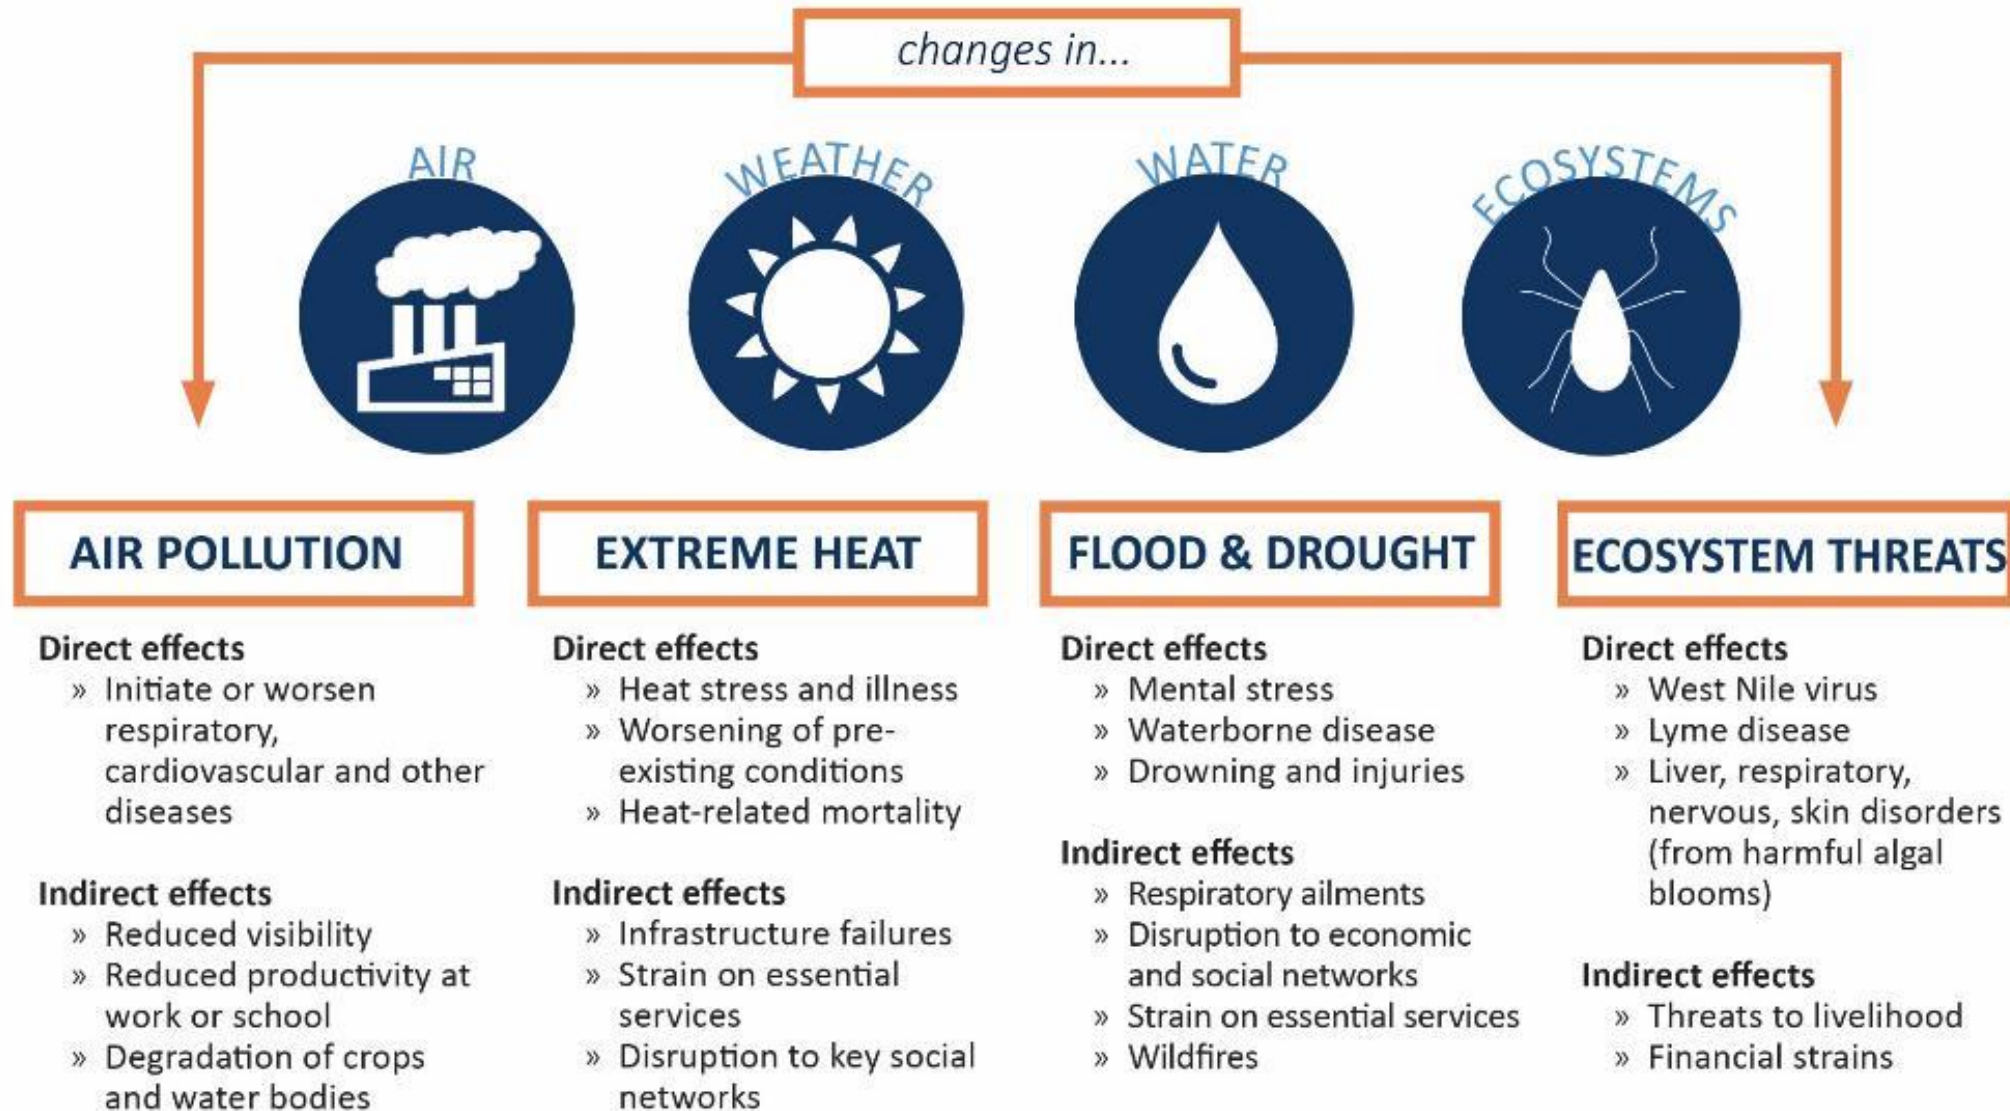 changes in...
AIR
WEATHER
WATER
ECOSYSTEMS
AIR POLLUTION
Direct effects
» Initiate or worsen
respiratory,
cardiovascular and other
diseases
Indirect effects
» Reduced visibility
» Reduced productivity at
work or school
» Degradation of crops
and water bodies
EXTREME HEAT
Direct effects
» Heat stress and illness
» Worsening of pre-
existing conditions
» Heat-related mortality
Indirect effects
» Infrastructure failures
» Strain on essential
services
» Disruption to key social
networks
FLOOD & DROUGHT
Direct effects
» Mental stress
» Waterborne disease
» Drowning and injuries
Indirect effects
» Respiratory ailments
» Disruption to economic
and social networks
» Strain on essential services
» Wildfires
ECOSYSTEM THREATS
Direct effects
» West Nile virus
» Lyme disease
» Liver, respiratory,
nervous, skin disorders
(from harmful algal
blooms)
Indirect effects
» Threats to livelihood
» Financial strains